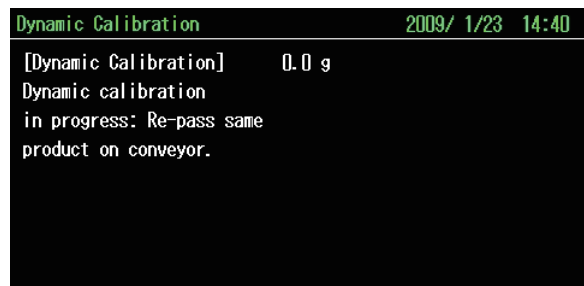 Dynamic Calibration 2009/ 1/23 14:40
[Dynamic Calibration] 0.0 g
Dynamic calibration
in progress: Re-pass same
product on conveyor.